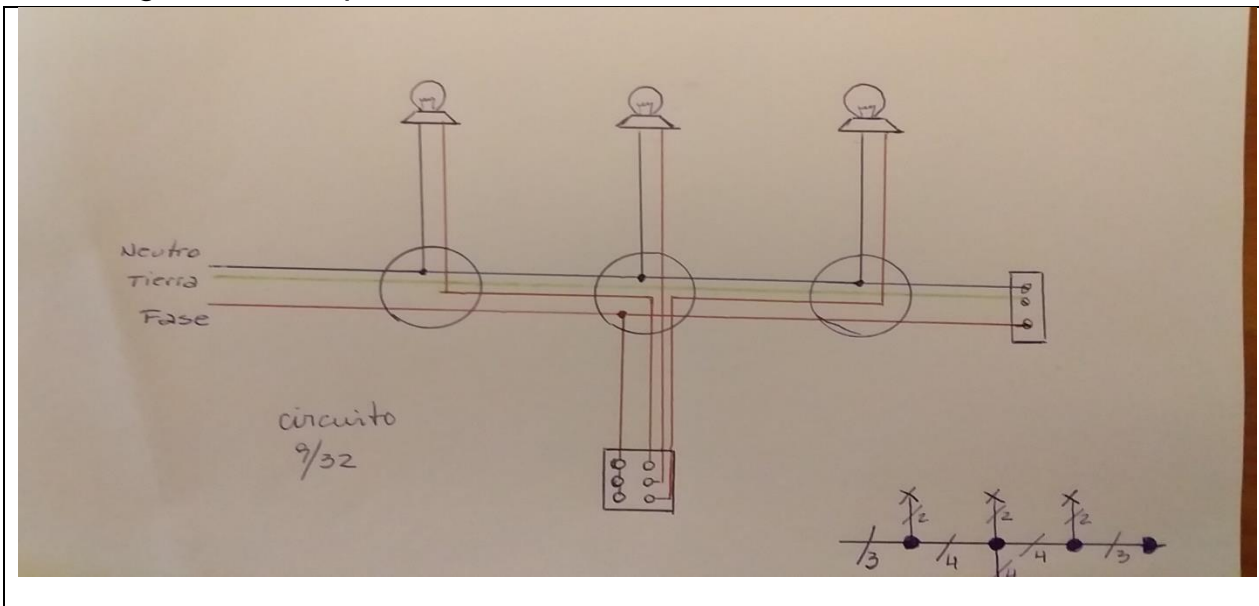 Neutro
Tierra
Fase
circuito
9/32
2 2 2
/3 /4 /4 /3
/4